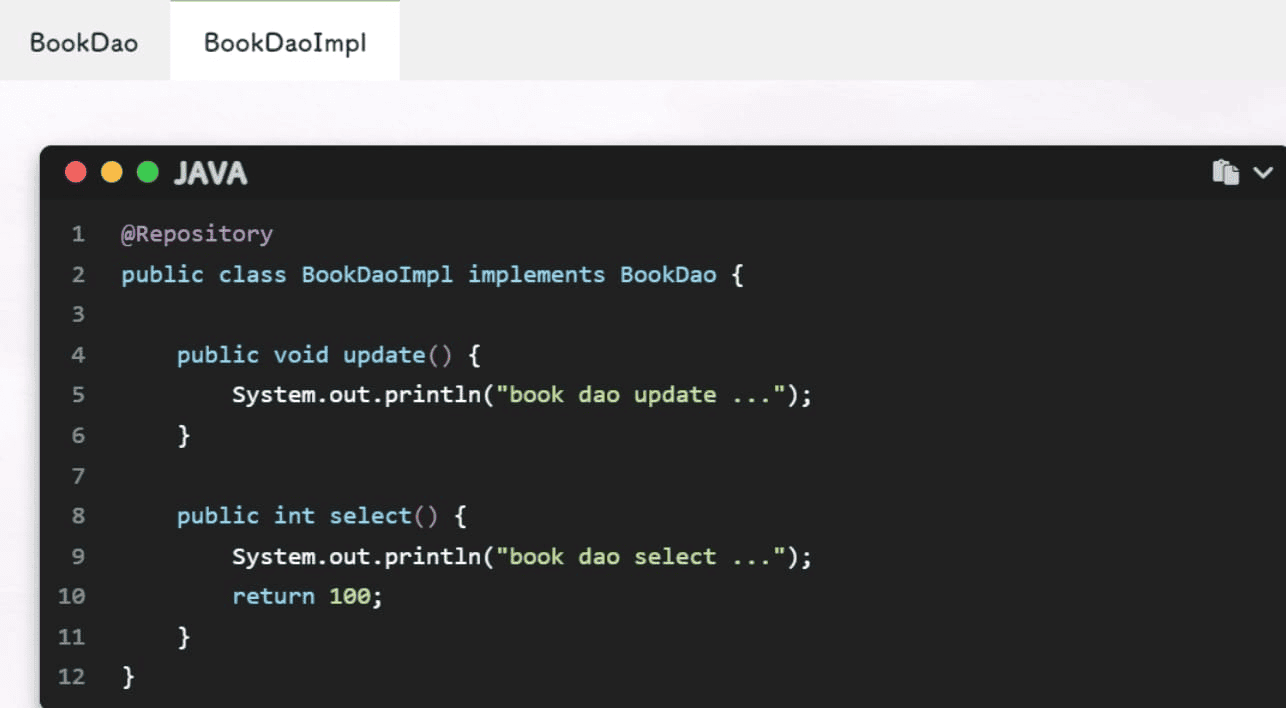 BookDao BookDaoImpl
JAVA
1 @Repository
2 public class BookDaoImpl implements BookDao {
3
4     public void update() {
5         System.out.println("book dao update ...");
6     }
7
8     public int select() {
9         System.out.println("book dao select ...");
10         return 100;
11     }
12 }